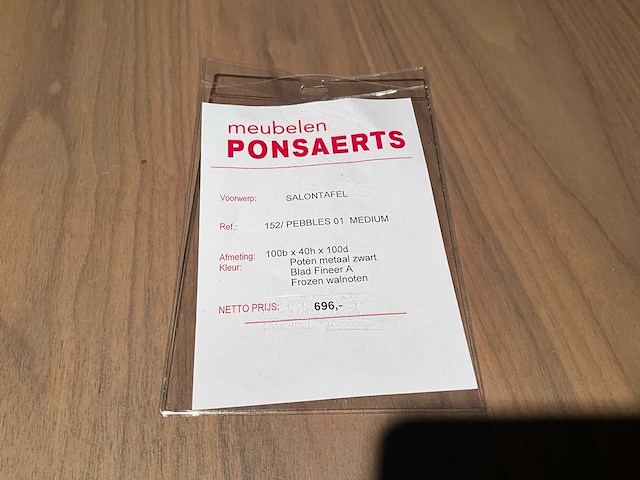 meubelen
PONSAERTS
Voorwerp: SALONTAFEL
Ref.: 152/ PEBBLES 01 MEDIUM
Afmeting: 100b x 40h x 100d
Kleur: Poten metaal zwart
Blad Fineer A
Frozen walnoten
NETTO PRIJS: 696,-